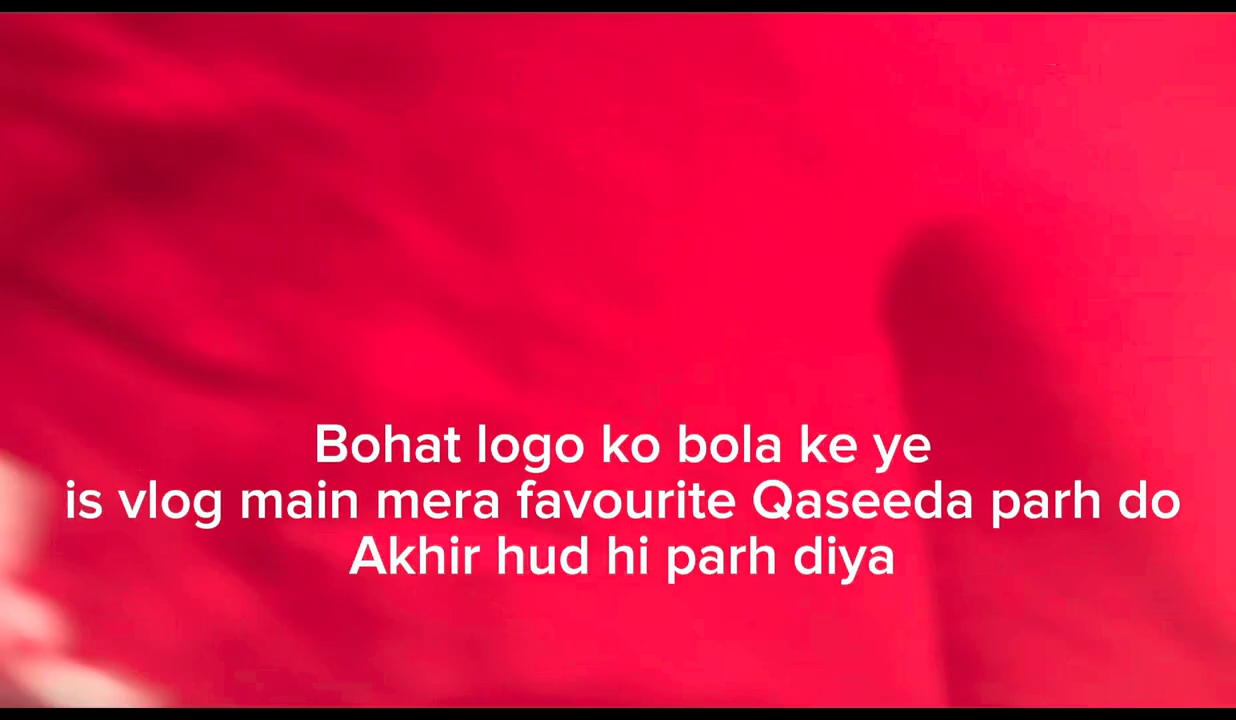 Bohat logo ko bola ke ye
is vlog main mera favourite Qaseeda parh do
Akhir hud hi parh diya